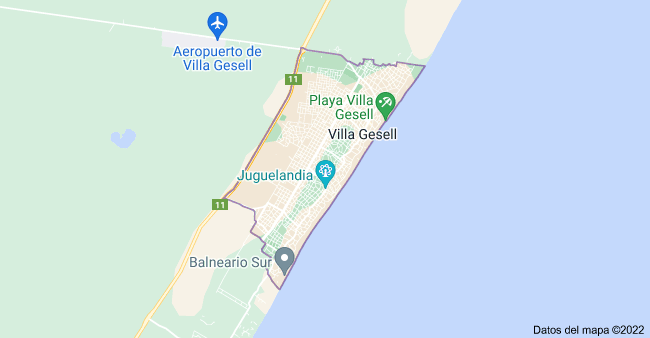 Aeropuerto de
Villa Gesell
11
Playa Villa
Gesell
Villa Gesell
Juguelandia
11
Balneario Sur
Datos del mapa ©2022